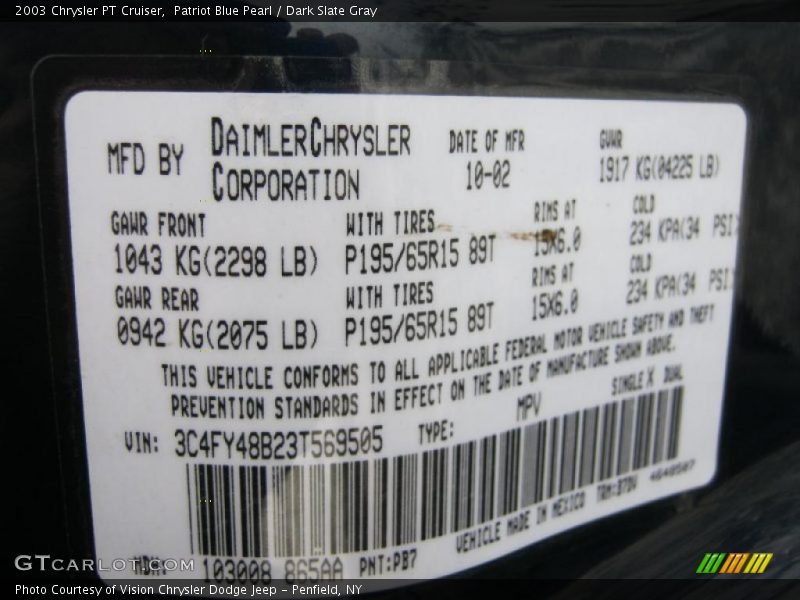 2003 Chrysler PT Cruiser,  Patriot Blue Pearl / Dark Slate Gray
MFD BY DAIMLERCHRYSLER CORPORATION
DATE OF MFR 10-02
GVWR 1917 KG(04225 LB)
GAWR FRONT WITH TIRES RIMS AT COLD
1043 KG(2298 LB) P195/65R15 89T 15X6.0 234 KPA(34 PSI)
GAWR REAR WITH TIRES RIMS AT COLD
0942 KG(2075 LB) P195/65R15 89T 15X6.0 234 KPA(34 PSI)
THIS VEHICLE CONFORMS TO ALL APPLICABLE FEDERAL MOTOR VEHICLE SAFETY AND THEFT
PREVENTION STANDARDS IN EFFECT ON THE DATE OF MANUFACTURE SHOWN ABOVE.
VIN: 3C4FY48B23T569505 TYPE: MPV SINGLE X DUAL
MDH: 103008 865AA PNT:PB7 VEHICLE MADE IN MEXICO
GTCARLOT.COM
Photo Courtesy of Vision Chrysler Dodge Jeep – Penfield, NY